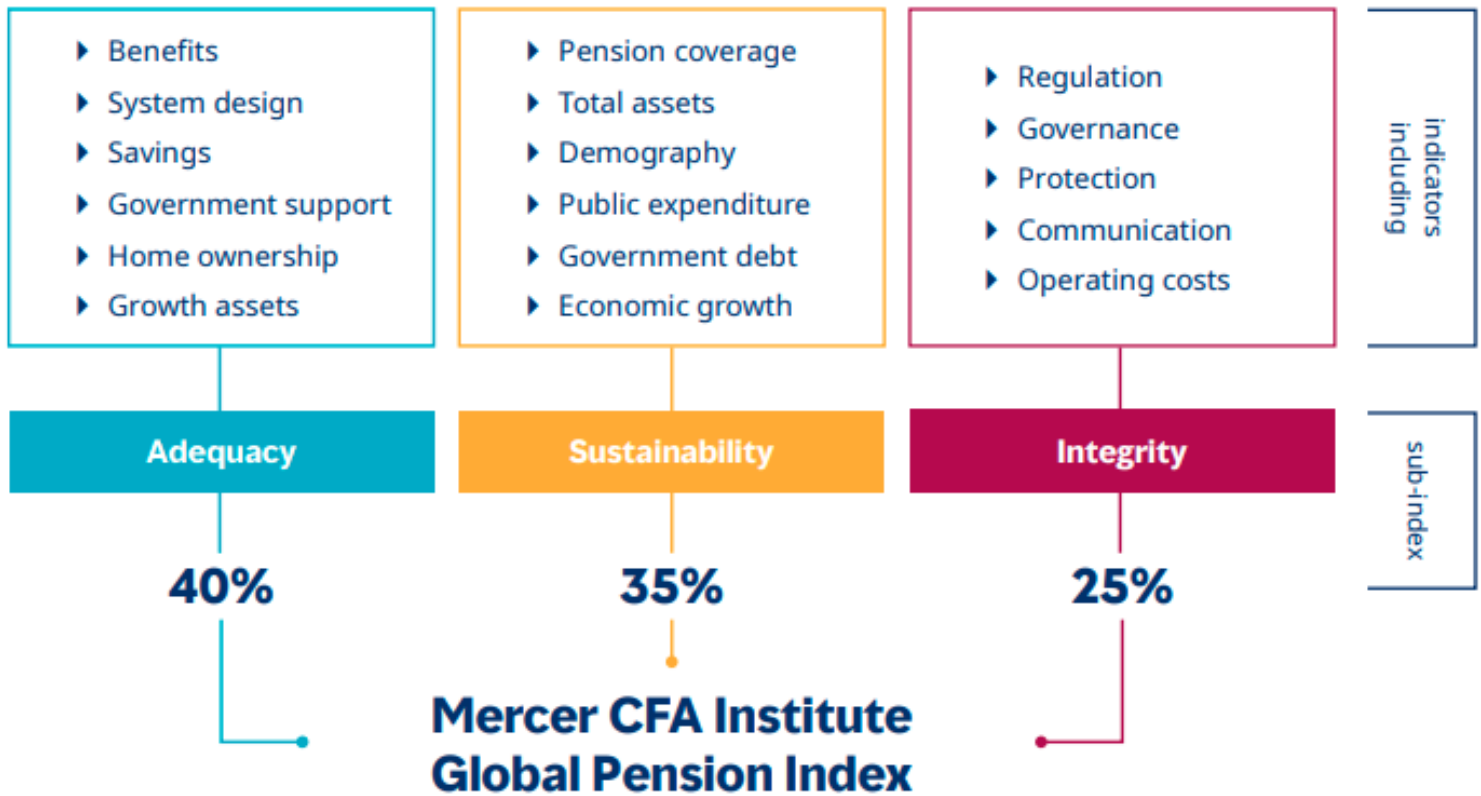 Benefits
System design
Savings
Government support
Home ownership
Growth assets
Pension coverage
Total assets
Demography
Public expenditure
Government debt
Economic growth
Regulation
Governance
Protection
Communication
Operating costs
indicators
including
Adequacy
Sustainability
Integrity
sub-index
40%
35%
25%
Mercer CFA Institute
Global Pension Index